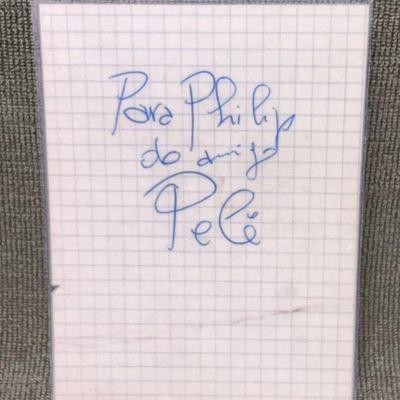 Para Philip
do amigo
Pelé